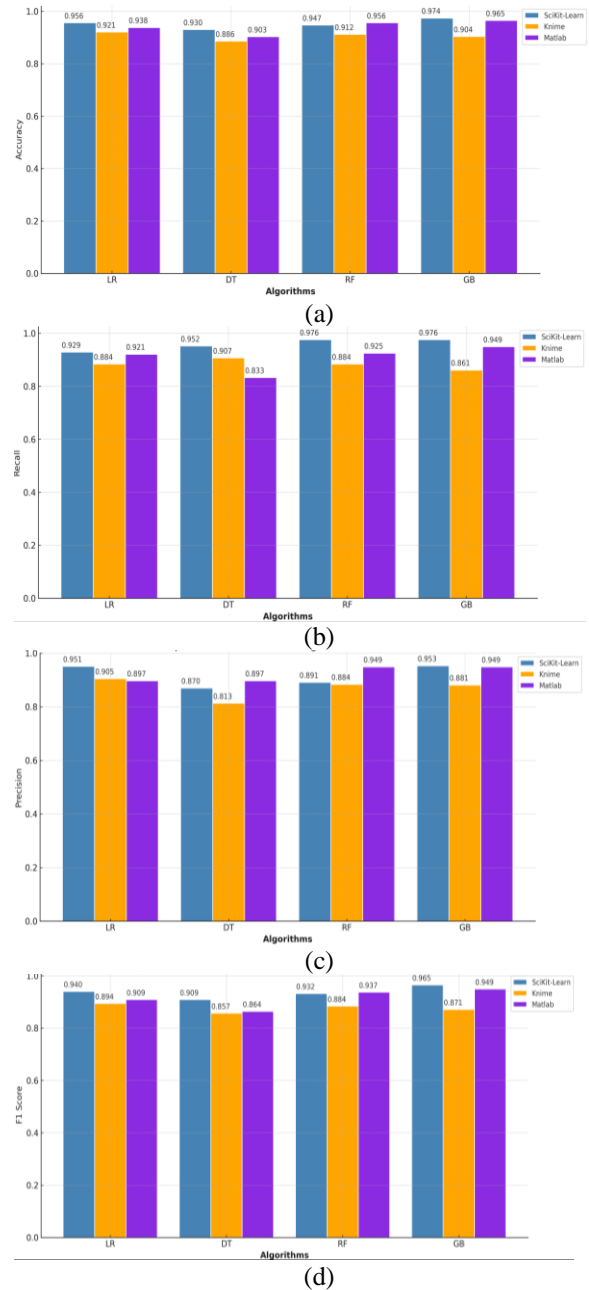 1.0
0.956
0.921
0.938
0.930
0.886
0.903
0.947
0.912
0.956
0.974
0.904
0.965
SciKit-Learn
Knime
Matlab
0.8
0.6
0.4
0.2
0.0
Accuracy
LR DT RF GB
Algorithms
(a)
1.0
0.929
0.884
0.921
0.952
0.907
0.833
0.976
0.884
0.925
0.976
0.861
0.949
SciKit-Learn
Knime
Matlab
0.8
0.6
0.4
0.2
0.0
Recall
LR DT RF GB
Algorithms
(b)
1.0
0.951
0.905
0.897
0.870
0.813
0.897
0.891
0.884
0.949
0.953
0.881
0.949
SciKit-Learn
Knime
Matlab
0.8
0.6
0.4
0.2
0.0
Precision
LR DT RF GB
Algorithms
(c)
1.0
0.940
0.894
0.909
0.909
0.857
0.864
0.932
0.884
0.937
0.965
0.871
0.949
SciKit-Learn
Knime
Matlab
0.8
0.6
0.4
0.2
0.0
F1 Score
LR DT RF GB
Algorithms
(d)